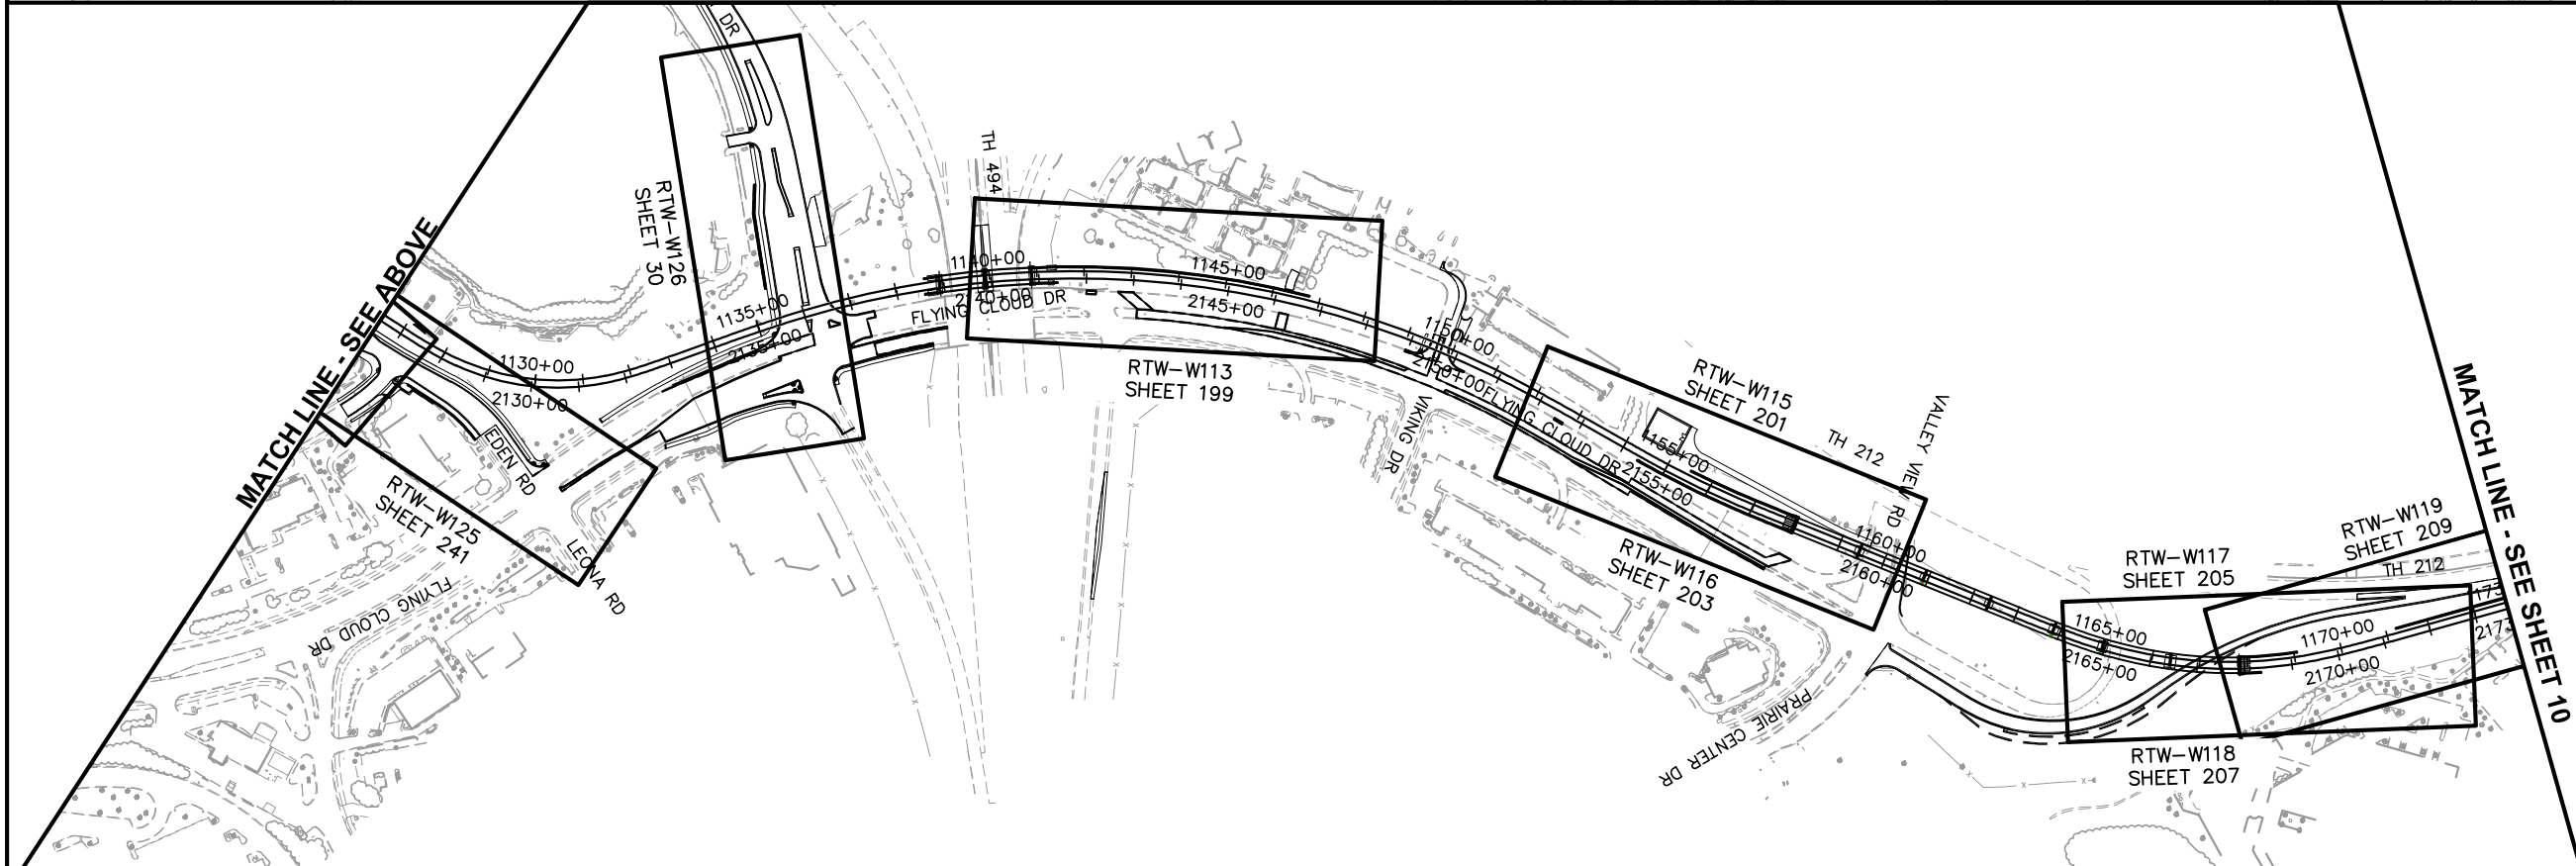 DR
TH 494
RTW-W126
SHEET 30
MATCH LINE - SEE ABOVE
1130+00
2130+00
1135+00
2135+00
1140+00
2140+00
FLYING CLOUD DR
1145+00
2145+00
RTW-W113
SHEET 199
EDEN RD
RTW-W125
SHEET 241
LEONA RD
FLYING CLOUD DR
1150+00
2150+00
FLYING CLOUD DR
VIKING DR
RTW-W115
SHEET 201
1155+00
2155+00
TH 212
VALLEY VIEW RD
1160+00
2160+00
RTW-W116
SHEET 203
PRAIRIE CENTER DR
RTW-W117
SHEET 205
1165+00
2165+00
RTW-W119
SHEET 209
TH 212
1170+00
2170+00
2173
RTW-W118
SHEET 207
MATCH LINE - SEE SHEET 10